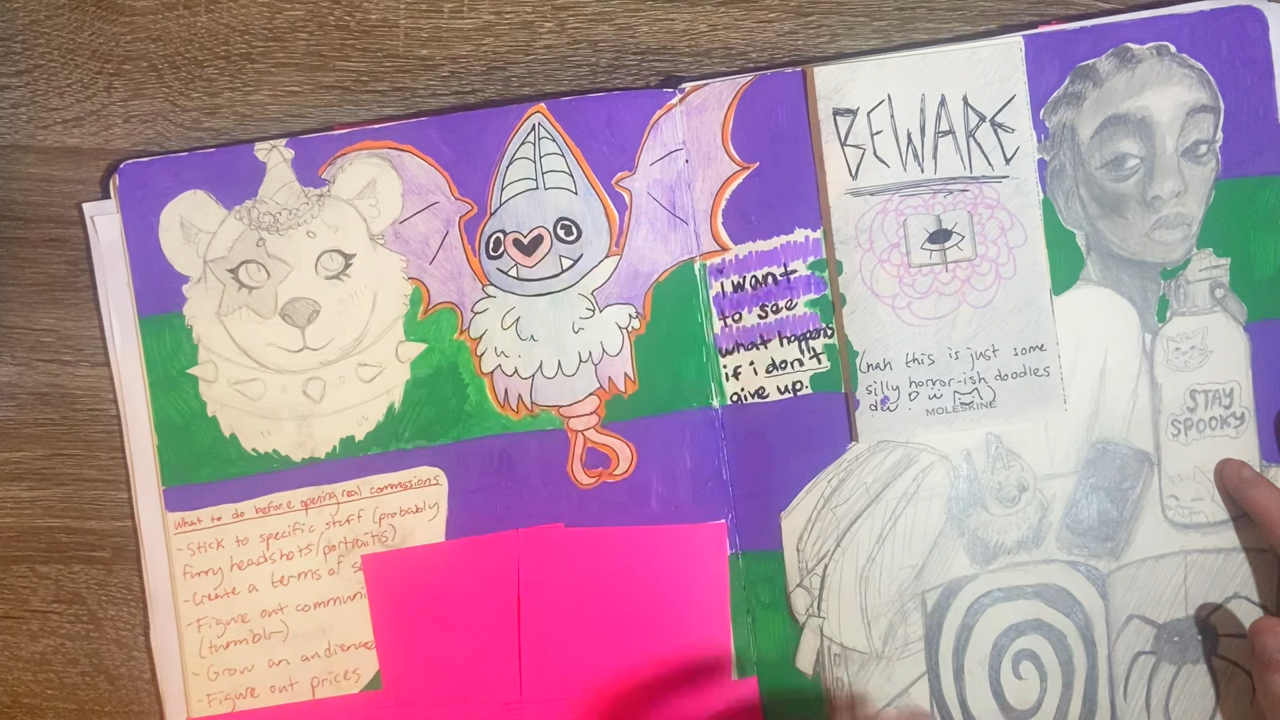 i want
to see
what happens
if i don't
give up.
BEWARE
(nah this is just some
silly horror-ish doodles
MOLESKINE
STAY
SPOOKY
What to do before opening real commissions
- Stick to specific stuff (probably
furry headshots/portraits)
- Create a terms of
- Figure out
(tumblr)
- Grow an audience
- Figure out prices